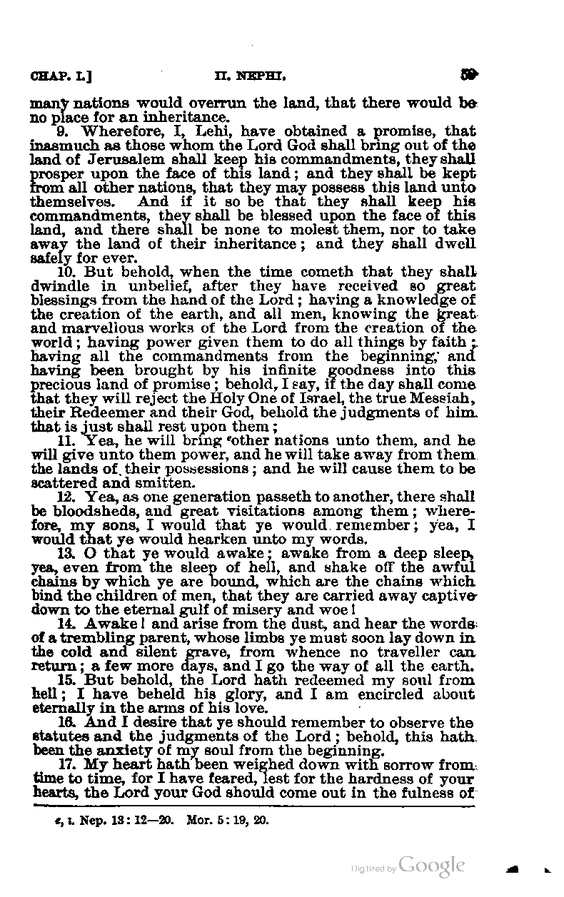 CHAP. I.] II. NEPHI. 59
many nations would overrun the land, that there would be
no place for an inheritance.
9. Wherefore, I, Lehi, have obtained a promise, that
inasmuch as those whom the Lord God shall bring out of the
land of Jerusalem shall keep his commandments, they shall
prosper upon the face of this land; and they shall be kept
from all other nations, that they may possess this land unto
themselves. And if it so be that they shall keep his
commandments, they shall be blessed upon the face of this
land, and there shall be none to molest them, nor to take
away the land of their inheritance; and they shall dwell
safely for ever.
10. But behold, when the time cometh that they shall
dwindle in unbelief, after they have received so great
blessings from the hand of the Lord; having a knowledge of
the creation of the earth, and all men, knowing the great
and marvellous works of the Lord from the creation of the
world; having power given them to do all things by faith;
having all the commandments from the beginning, and
having been brought by his infinite goodness into this
precious land of promise; behold, I say, if the day shall come
that they will reject the Holy One of Israel, the true Messiah,
their Redeemer and their God, behold the judgments of him
that is just shall rest upon them;
11. Yea, he will bring eother nations unto them, and he
will give unto them power, and he will take away from them
the lands of their possessions; and he will cause them to be
scattered and smitten.
12. Yea, as one generation passeth to another, there shall
be bloodsheds, and great visitations among them; where-
fore, my sons, I would that ye would remember; yea, I
would that ye would hearken unto my words.
13. O that ye would awake; awake from a deep sleep,
yea, even from the sleep of hell, and shake off the awful
chains by which ye are bound, which are the chains which
bind the children of men, that they are carried away captive
down to the eternal gulf of misery and woe!
14. Awake! and arise from the dust, and hear the words
of a trembling parent, whose limbs ye must soon lay down in
the cold and silent grave, from whence no traveller can
return; a few more days, and I go the way of all the earth.
15. But behold, the Lord hath redeemed my soul from
hell; I have beheld his glory, and I am encircled about
eternally in the arms of his love.
16. And I desire that ye should remember to observe the
statutes and the judgments of the Lord; behold, this hath
been the anxiety of my soul from the beginning.
17. My heart hath been weighed down with sorrow from
time to time, for I have feared, lest for the hardness of your
hearts, the Lord your God should come out in the fulness of
e, I. Nep. 13: 12—20. Mor. 5: 19, 20.
Digitized by Google